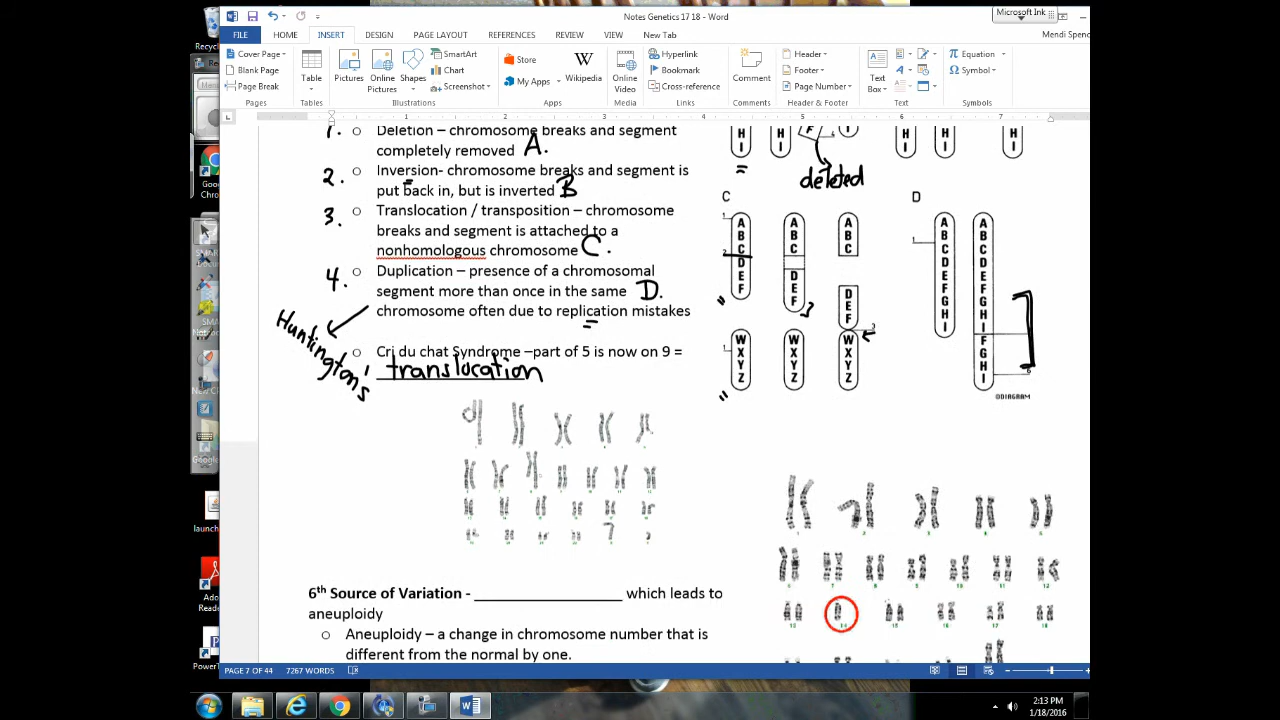 Notes Genetics 17 18 - Word
Microsoft Ink
FILE HOME INSERT DESIGN PAGE LAYOUT REFERENCES REVIEW VIEW New Tab
Mendi Spenc
Cover Page
Blank Page
Page Break
Table
Pictures
Online Pictures
Shapes
SmartArt
Chart
Screenshot
Store
My Apps
Wikipedia
Online Video
Hyperlink
Bookmark
Cross-reference
Comment
Header
Footer
Page Number
Text Box
Equation
Symbol
Pages Tables Illustrations Apps Media Links Comments Header & Footer Text Symbols
1. o Deletion – chromosome breaks and segment
completely removed A.
2. o Inversion- chromosome breaks and segment is
put back in, but is inverted B
3. o Translocation / transposition – chromosome
breaks and segment is attached to a
nonhomologous chromosome C.
4. o Duplication – presence of a chromosomal
segment more than once in the same D.
chromosome often due to replication mistakes
Huntington's
o Cri du chat Syndrome –part of 5 is now on 9 =
translocation
deleted
C
D
©DIAGRAM
6th Source of Variation - ____________________ which leads to
aneuploidy
o Aneuploidy – a change in chromosome number that is
different from the normal by one.
PAGE 7 OF 44 7267 WORDS
2:13 PM
1/18/2016